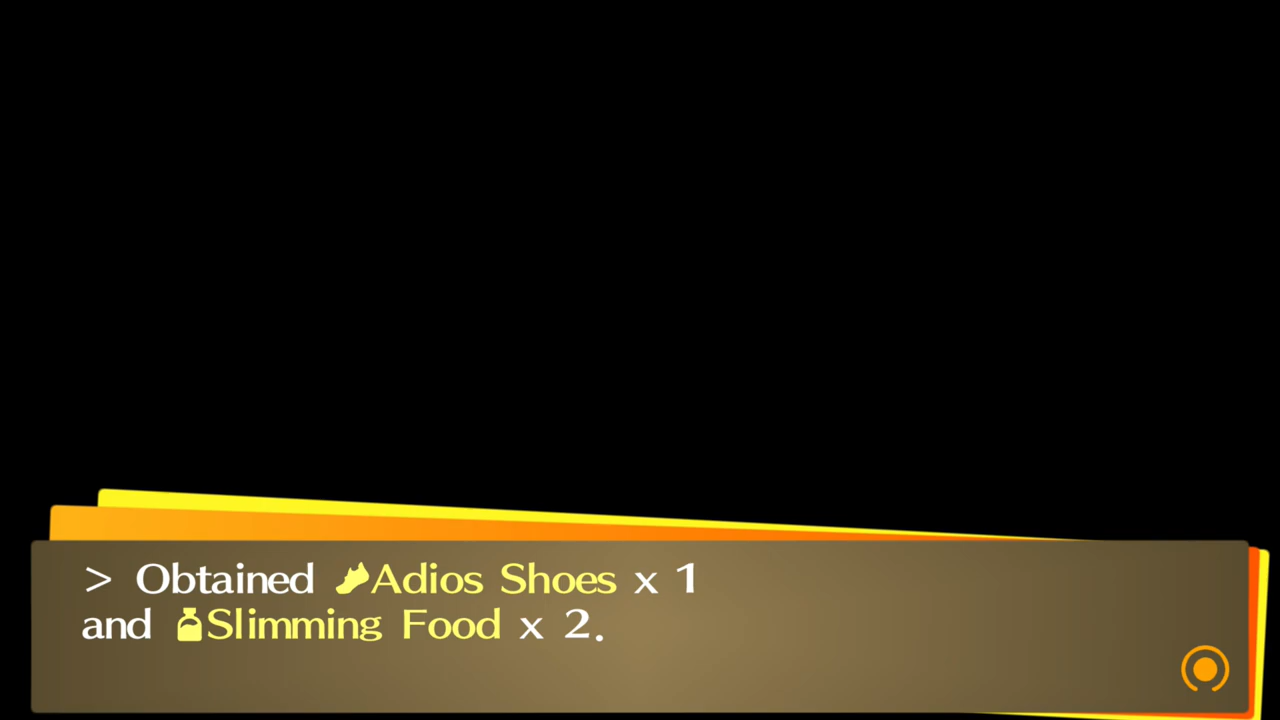 > Obtained Adios Shoes x 1
and Slimming Food x 2.